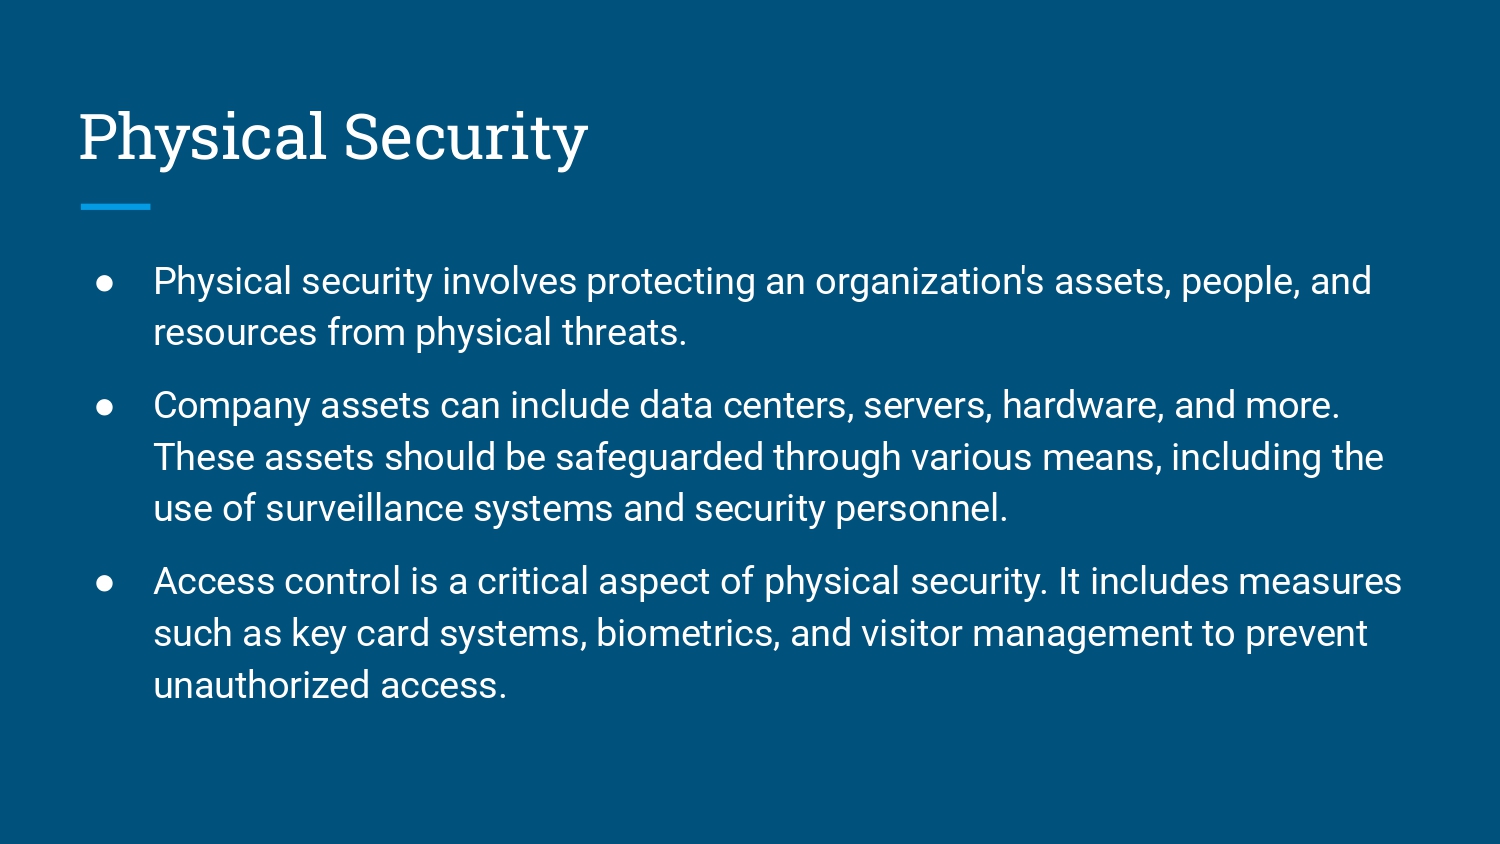 Physical Security
● Physical security involves protecting an organization's assets, people, and
resources from physical threats.
● Company assets can include data centers, servers, hardware, and more.
These assets should be safeguarded through various means, including the
use of surveillance systems and security personnel.
● Access control is a critical aspect of physical security. It includes measures
such as key card systems, biometrics, and visitor management to prevent
unauthorized access.